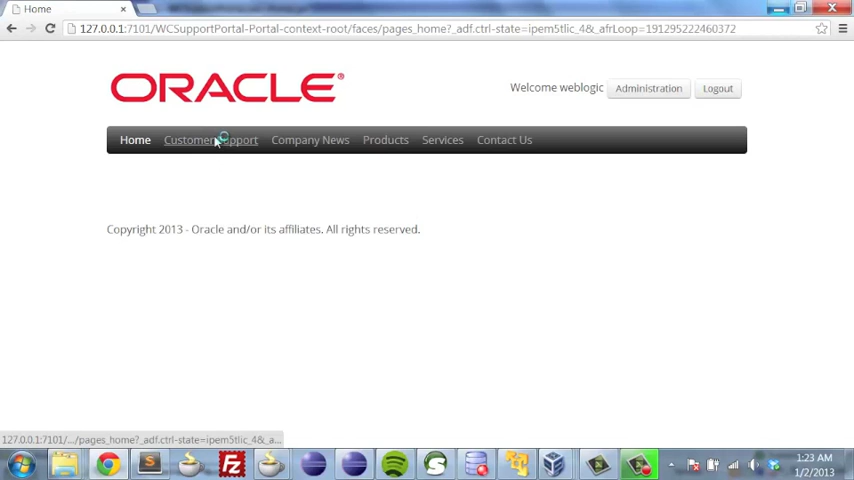 Home
127.0.0.1:7101/WCSupportPortal-Portal-context-root/faces/pages_home?_adf.ctrl-state=ipem5tlic_4&_afrLoop=191295222460372
ORACLE®
Welcome weblogic Administration Logout
Home Customer Support Company News Products Services Contact Us
Copyright 2013 - Oracle and/or its affiliates. All rights reserved.
127.0.0.1:7101/.../pages_home?_adf.ctrl-state=ipem5tlic_4&_a...
1:23 AM
1/2/2013